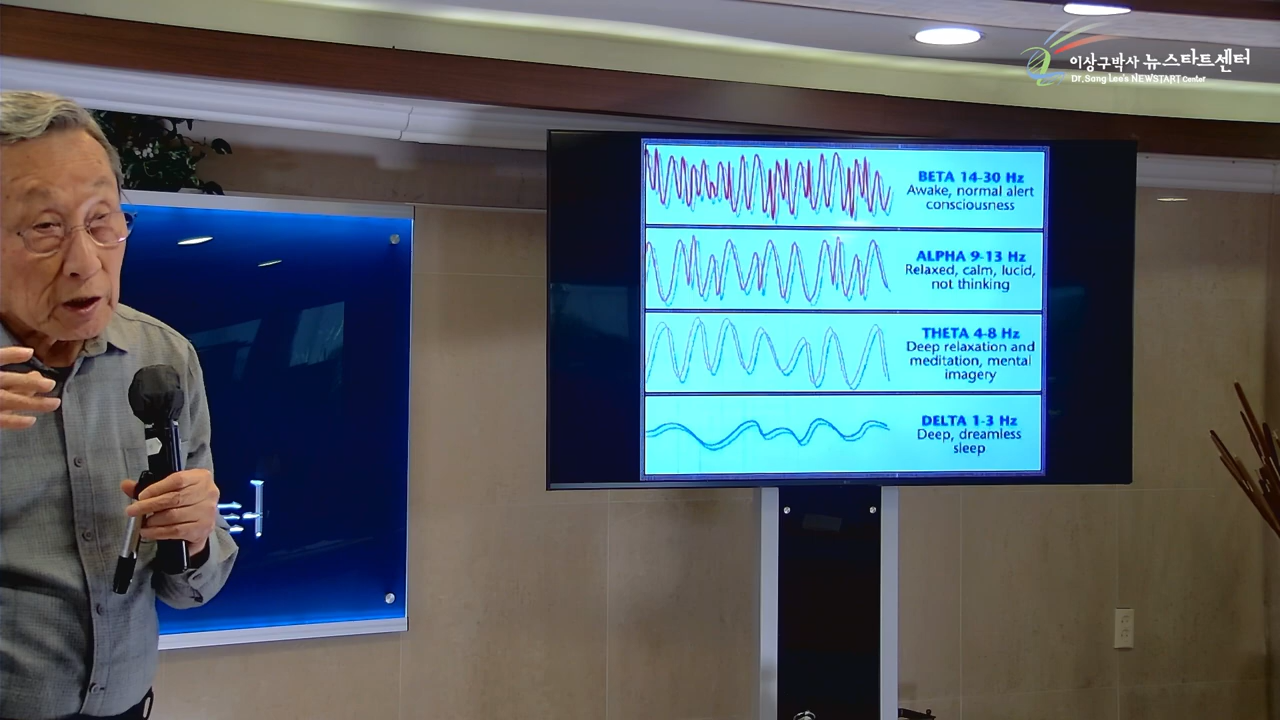 이상구박사 뉴스타트센터
Dr. Sang Lee's NEWSTART Center
BETA 14-30 Hz
Awake, normal alert
consciousness
ALPHA 9-13 Hz
Relaxed, calm, lucid,
not thinking
THETA 4-8 Hz
Deep relaxation and
meditation, mental
imagery
DELTA 1-3 Hz
Deep, dreamless
sleep